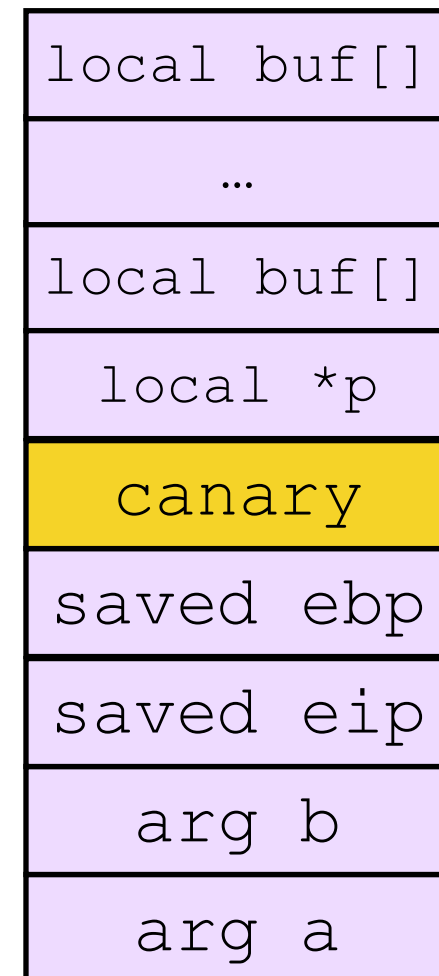 local buf[]
…
local buf[]
local *p
canary
saved ebp
saved eip
arg b
arg a